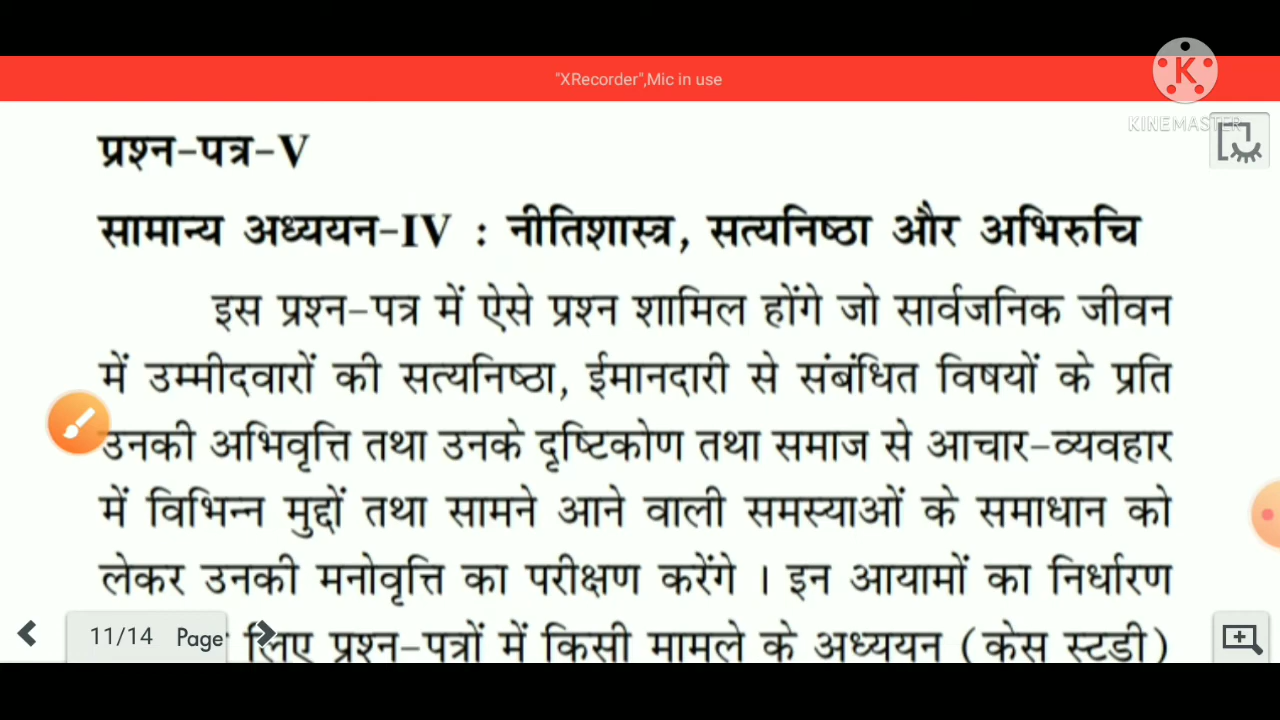 "XRecorder",Mic in use
K
KINEMASTER
प्रश्न-पत्र-V
सामान्य अध्ययन-IV : नीतिशास्त्र, सत्यनिष्ठा और अभिरुचि
इस प्रश्न-पत्र में ऐसे प्रश्न शामिल होंगे जो सार्वजनिक जीवन
में उम्मीदवारों की सत्यनिष्ठा, ईमानदारी से संबंधित विषयों के प्रति
उनकी अभिवृत्ति तथा उनके दृष्टिकोण तथा समाज से आचार-व्यवहार
में विभिन्न मुद्दों तथा सामने आने वाली समस्याओं के समाधान को
लेकर उनकी मनोवृत्ति का परीक्षण करेंगे । इन आयामों का निर्धारण
लिए प्रश्न-पत्रों में किसी मामले के अध्ययन (केस स्टडी)
11/14 Page